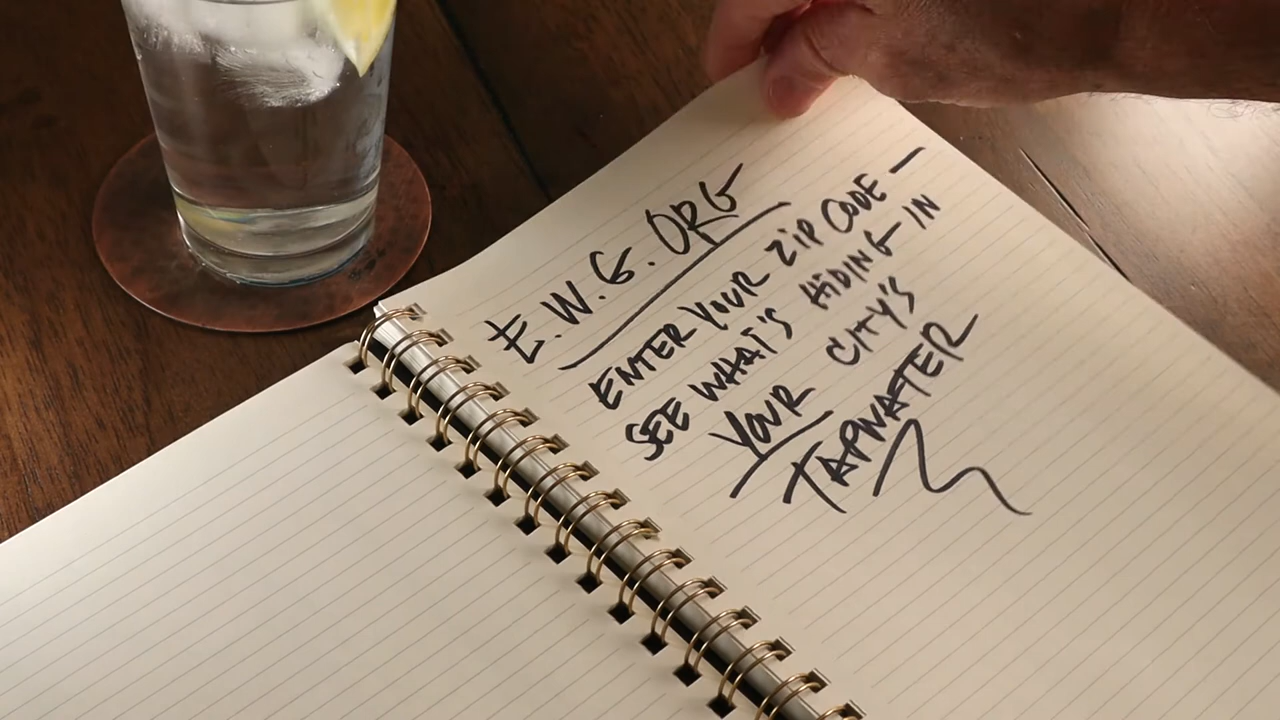 E.W.G.ORG
ENTER YOUR ZIP CODE —
SEE WHAT'S HIDING IN
YOUR CITY'S
TAPWATER